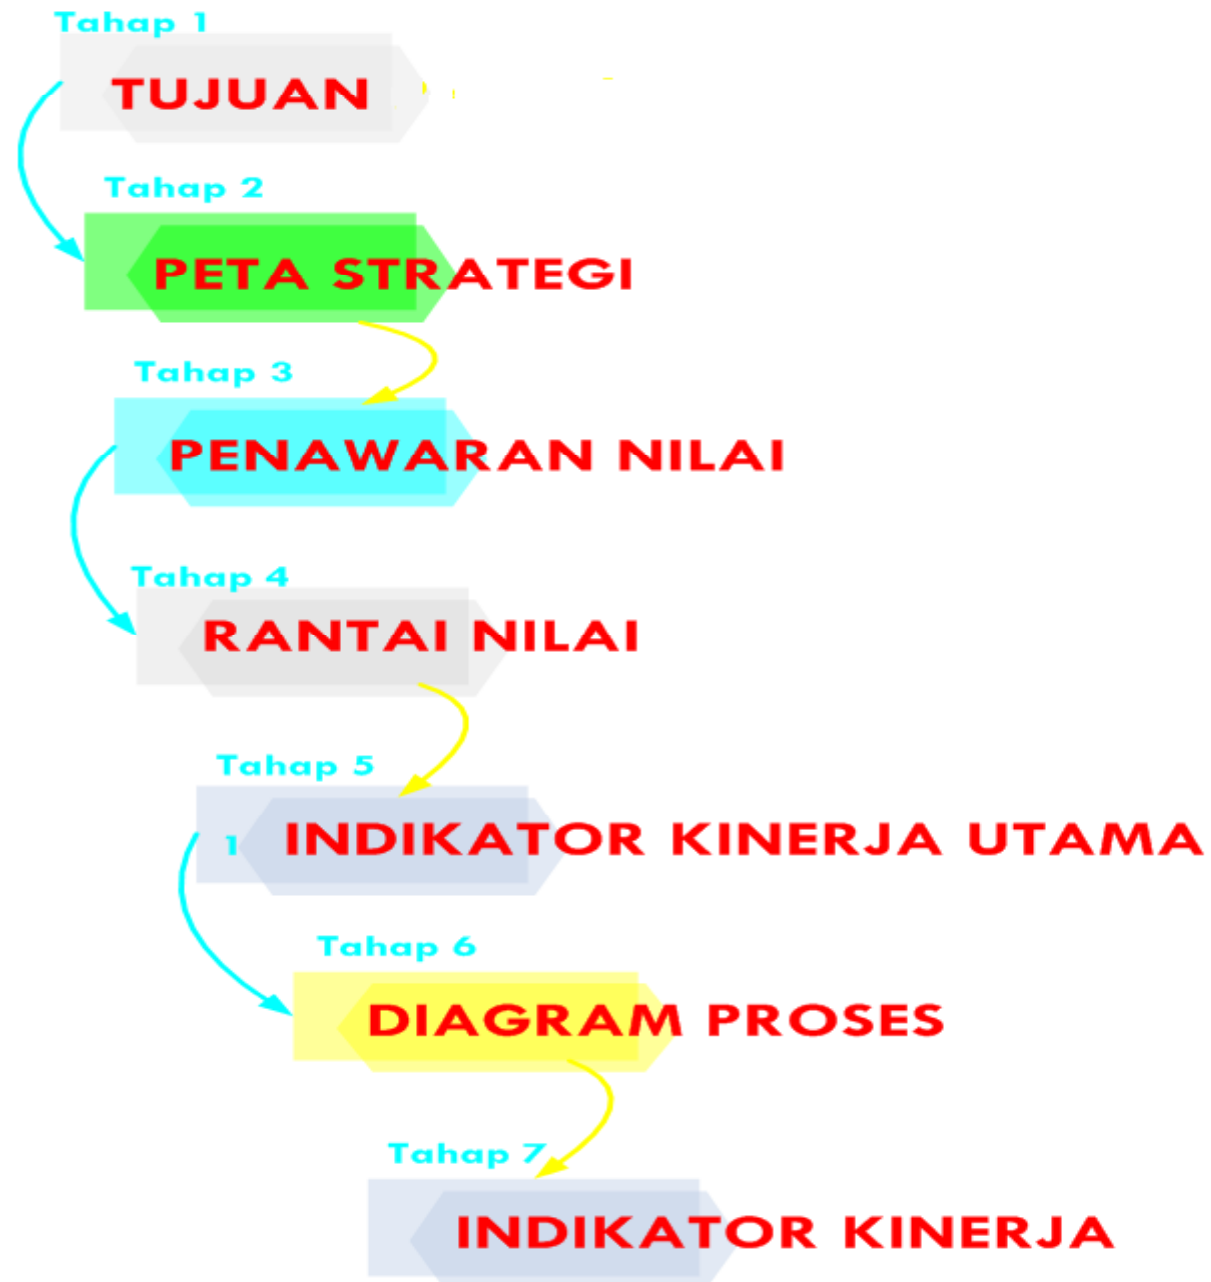 Tahap 1
TUJUAN
Tahap 2
PETA STRATEGI
Tahap 3
PENAWARAN NILAI
Tahap 4
RANTAI NILAI
Tahap 5
1 INDIKATOR KINERJA UTAMA
Tahap 6
DIAGRAM PROSES
Tahap 7
INDIKATOR KINERJA